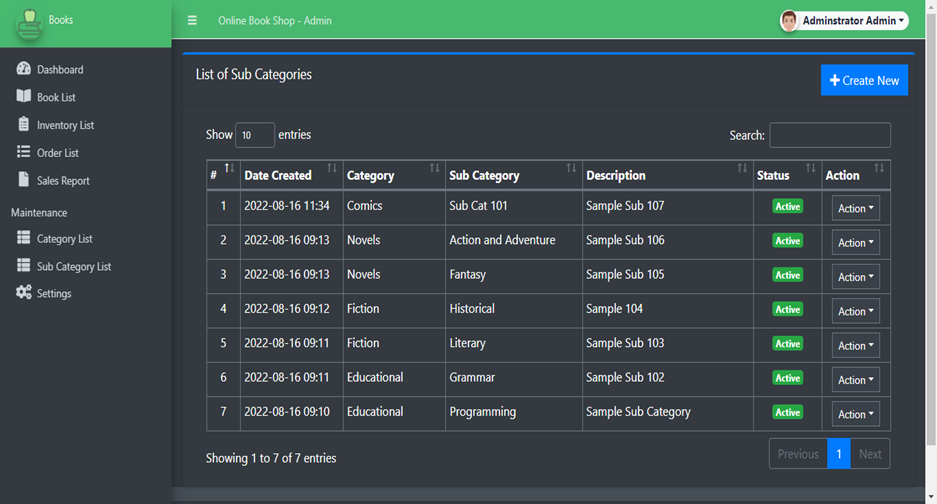 Books
Online Book Shop - Admin
Adminstrator Admin
Dashboard
Book List
Inventory List
Order List
Sales Report
Maintenance
Category List
Sub Category List
Settings
List of Sub Categories
Create New
Show 10 entries
Search:
# Date Created Category Sub Category Description Status Action
1 2022-08-16 11:34 Comics Sub Cat 101 Sample Sub 107 Active Action
2 2022-08-16 09:13 Novels Action and Adventure Sample Sub 106 Active Action
3 2022-08-16 09:13 Novels Fantasy Sample Sub 105 Active Action
4 2022-08-16 09:12 Fiction Historical Sample 104 Active Action
5 2022-08-16 09:11 Fiction Literary Sample Sub 103 Active Action
6 2022-08-16 09:11 Educational Grammar Sample Sub 102 Active Action
7 2022-08-16 09:10 Educational Programming Sample Sub Category Active Action
Showing 1 to 7 of 7 entries
Previous 1 Next